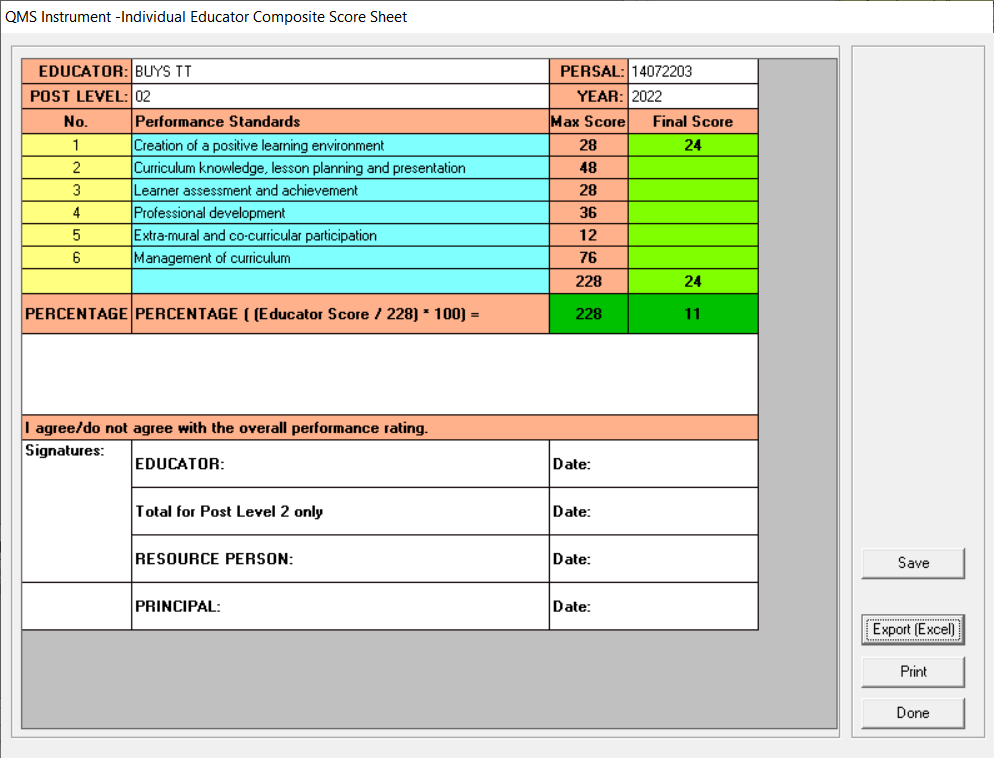 QMS Instrument -Individual Educator Composite Score Sheet
EDUCATOR: BUYS TT PERSAL: 14072203
POST LEVEL: 02 YEAR: 2022
No. Performance Standards Max Score Final Score
1 Creation of a positive learning environment 28 24
2 Curriculum knowledge, lesson planning and presentation 48
3 Learner assessment and achievement 28
4 Professional development 36
5 Extra-mural and co-curricular participation 12
6 Management of curriculum 76
228 24
PERCENTAGE PERCENTAGE ( (Educator Score / 228) * 100) = 228 11
I agree/do not agree with the overall performance rating.
Signatures:
EDUCATOR: Date:
Total for Post Level 2 only Date:
RESOURCE PERSON: Date:
PRINCIPAL: Date:
Save
Export (Excel)
Print
Done